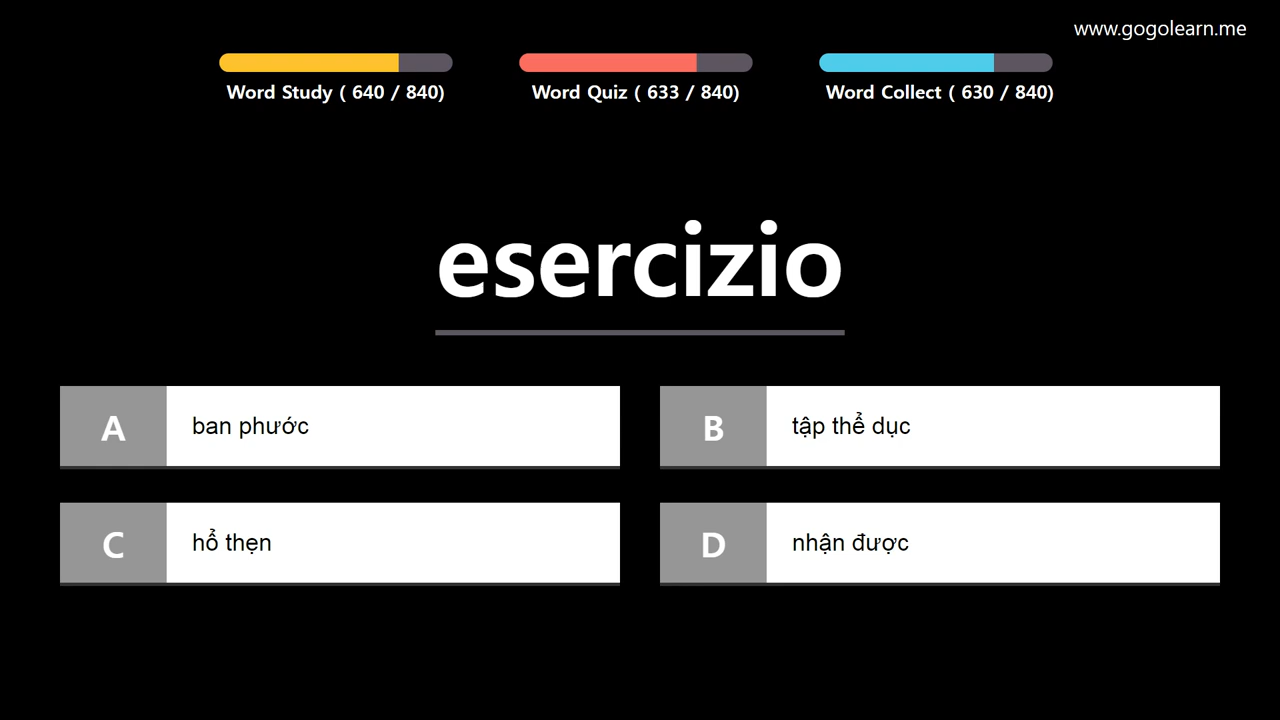 www.gogolearn.me
Word Study ( 640 / 840)
Word Quiz ( 633 / 840)
Word Collect ( 630 / 840)
esercizio
A ban phước
B tập thể dục
C hổ thẹn
D nhận được